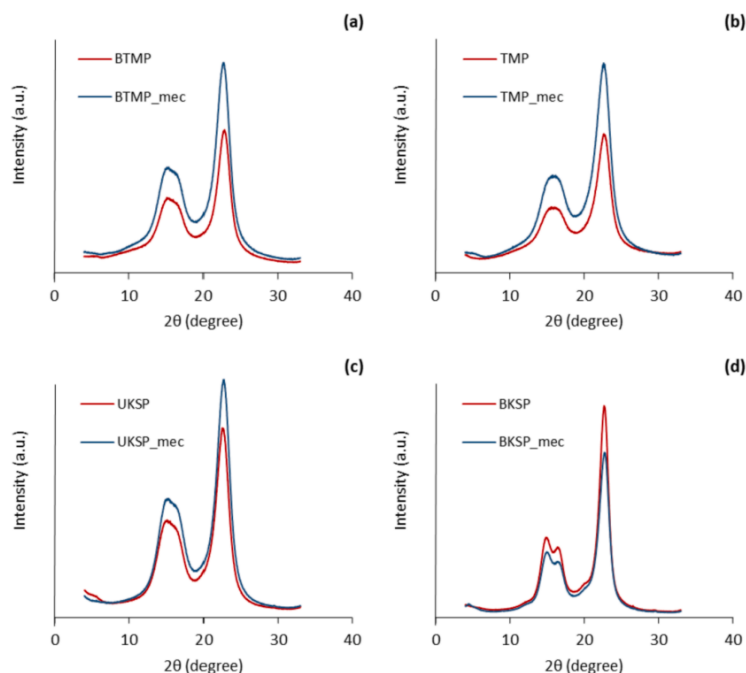 (a)
BTMP
BTMP_mec
Intensity (a.u.)
0 10 20 30 40
2θ (degree)
(b)
TMP
TMP_mec
Intensity (a.u.)
0 10 20 30 40
2θ (degree)
(c)
UKSP
UKSP_mec
Intensity (a.u.)
0 10 20 30 40
2θ (degree)
(d)
BKSP
BKSP_mec
Intensity (a.u.)
0 10 20 30 40
2θ (degree)